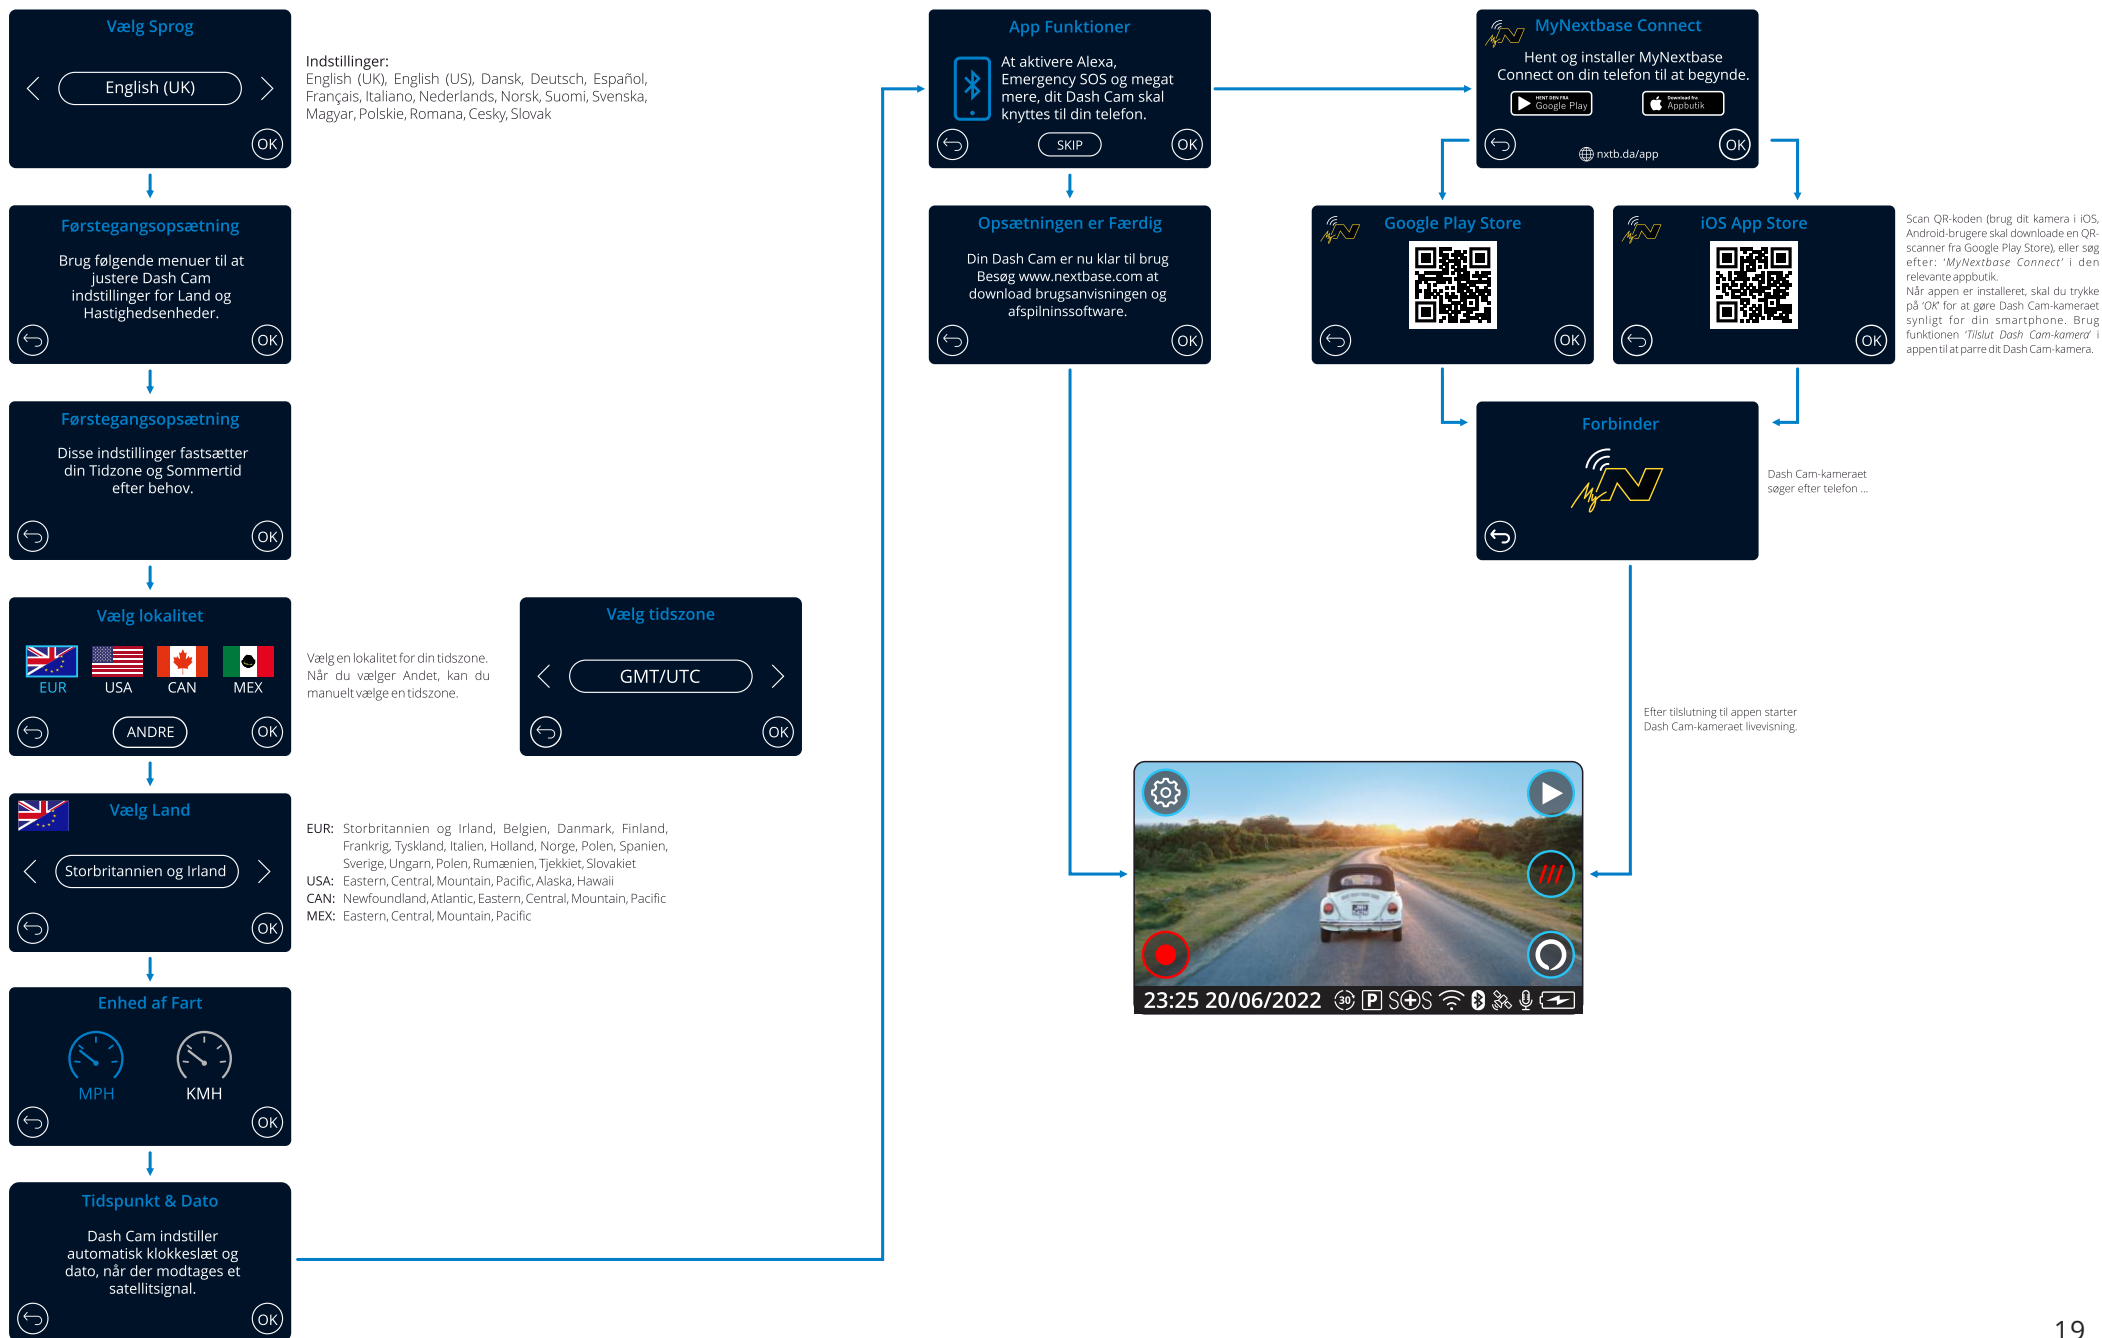 Vælg Sprog
English (UK)
OK
Indstillinger:
English (UK), English (US), Dansk, Deutsch, Español,
Français, Italiano, Nederlands, Norsk, Suomi, Svenska,
Magyar, Polskie, Romana, Cesky, Slovak
Førstegangsopsætning
Brug følgende menuer til at
justere Dash Cam
indstillinger for Land og
Hastighedsenheder.
OK
Førstegangsopsætning
Disse indstillinger fastsætter
din Tidzone og Sommertid
efter behov.
OK
Vælg lokalitet
EUR USA CAN MEX
ANDRE
OK
Vælg en lokalitet for din tidszone.
Når du vælger Andet, kan du
manuelt vælge en tidszone.
Vælg tidszone
GMT/UTC
OK
Vælg Land
Storbritannien og Irland
OK
EUR: Storbritannien og Irland, Belgien, Danmark, Finland,
Frankrig, Tyskland, Italien, Holland, Norge, Polen, Spanien,
Sverige, Ungarn, Polen, Rumænien, Tjekkiet, Slovakiet
USA: Eastern, Central, Mountain, Pacific, Alaska, Hawaii
CAN: Newfoundland, Atlantic, Eastern, Central, Mountain, Pacific
MEX: Eastern, Central, Mountain, Pacific
Enhed af Fart
MPH KMH
OK
Tidspunkt & Dato
Dash Cam indstiller
automatisk klokkeslæt og
dato, når der modtages et
satellitsignal.
OK
App Funktioner
At aktivere Alexa,
Emergency SOS og megat
mere, dit Dash Cam skal
knyttes til din telefon.
SKIP
OK
Opsætningen er Færdig
Din Dash Cam er nu klar til brug
Besøg www.nextbase.com at
download brugsanvisningen og
afspilninssoftware.
OK
My N
MyNextbase Connect
Hent og installer MyNextbase
Connect on din telefon til at begynde.
HENT DEN FRA
Google Play
Download fra
Appbutik
nxtb.da/app
OK
My N
Google Play Store
OK
My N
iOS App Store
OK
Scan QR-koden (brug dit kamera i iOS,
Android-brugere skal downloade en QR-
scanner fra Google Play Store), eller søg
efter: ‘MyNextbase Connect’ i den
relevante appbutik.
Når appen er installeret, skal du trykke
på ‘OK’ for at gøre Dash Cam-kameraet
synligt for din smartphone. Brug
funktionen ‘Tilslut Dash Cam-kamera’ i
appen til at parre dit Dash Cam-kamera.
Forbinder
My N
Dash Cam-kameraet
søger efter telefon ...
Efter tilslutning til appen starter
Dash Cam-kameraet livevisning.
23:25 20/06/2022 30 P SOS
19